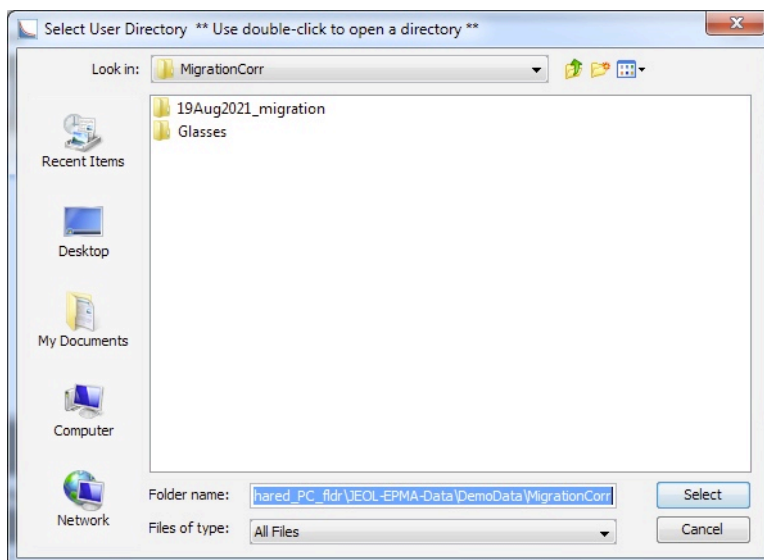 Select User Directory ** Use double-click to open a directory **
Look in: MigrationCorr
19Aug2021_migration
Glasses
Recent Items
Desktop
My Documents
Computer
Network
Folder name: hared_PC_fldr\JEOL-EPMA-Data\DemoData\MigrationCorr Select
Files of type: All Files Cancel